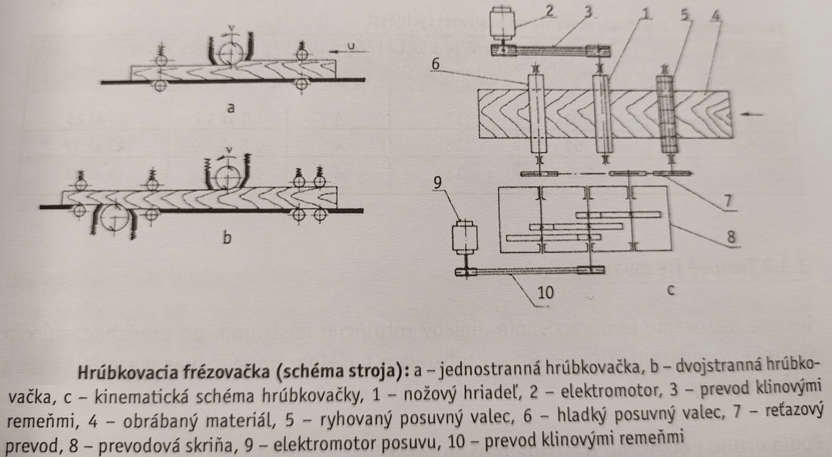 v
u
a
v
b
2
3
1
5
4
6
7
8
9
10
c
Hrúbkovacia frézovačka (schéma stroja): a – jednostranná hrúbkovačka, b – dvojstranná hrúbko-
vačka, c – kinematická schéma hrúbkovačky, 1 – nožový hriadeľ, 2 – elektromotor, 3 – prevod klinovými
remeňmi, 4 – obrábaný materiál, 5 – ryhovaný posuvný valec, 6 – hladký posuvný valec, 7 – reťazový
prevod, 8 – prevodová skriňa, 9 – elektromotor posuvu, 10 – prevod klinovými remeňmi